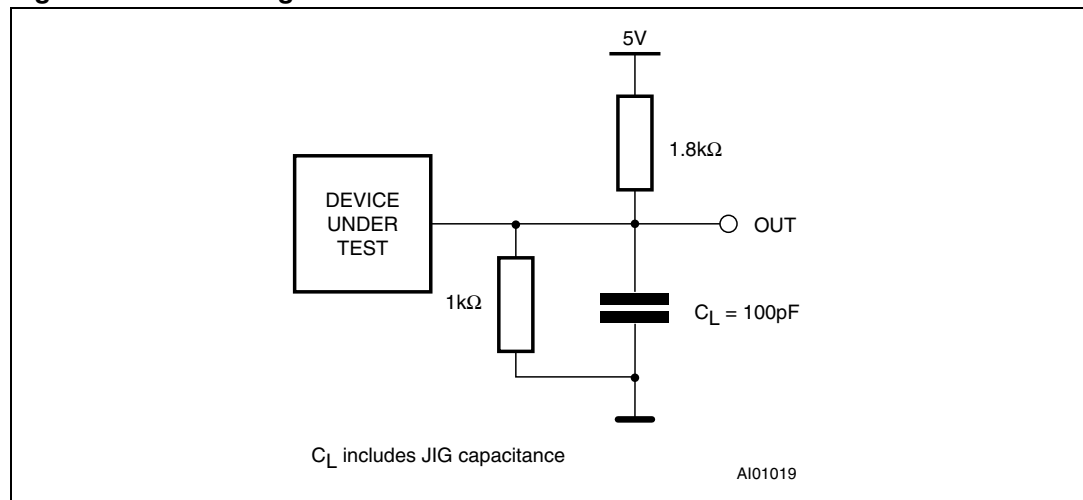 5V
1.8kΩ
DEVICE
UNDER
TEST
OUT
1kΩ
CL = 100pF
CL includes JIG capacitance
AI01019